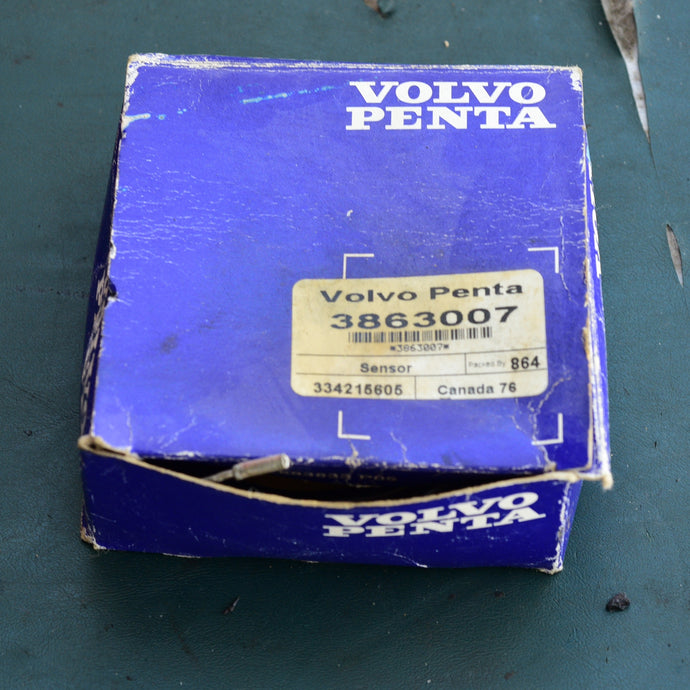 VOLVO
PENTA
Volvo Penta
3863007
*3863007*
Sensor
Packed By 864
334215605
Canada 76
VOLVO
PENTA